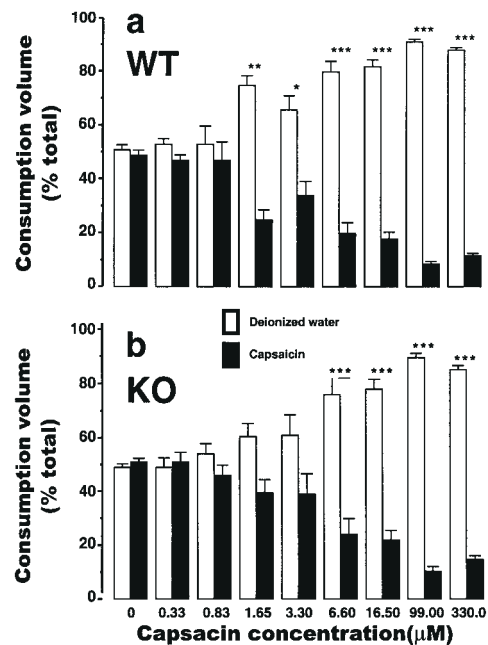 a
WT
** * *** *** *** ***
100
80
60
40
20
0
Consumption volume
(% total)
Deionized water
Capsaicin
b
KO
*** *** *** ***
100
80
60
40
20
0
Consumption volume
(% total)
0 0.33 0.83 1.65 3.30 6.60 16.50 99.00 330.0
Capsacin concentration(µM)